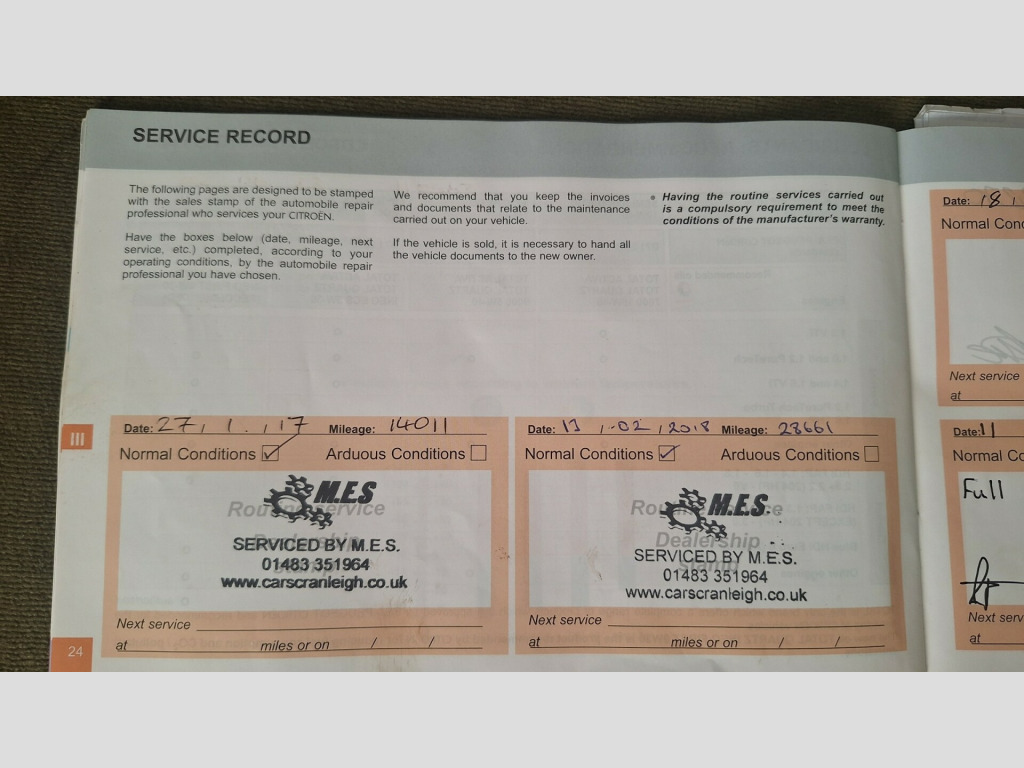 SERVICE RECORD
The following pages are designed to be stamped
with the sales stamp of the automobile repair
professional who services your CITROËN.
Have the boxes below (date, mileage, next
service, etc.) completed, according to your
operating conditions, by the automobile repair
professional you have chosen.
We recommend that you keep the invoices
and documents that relate to the maintenance
carried out on your vehicle.
If the vehicle is sold, it is necessary to hand all
the vehicle documents to the new owner.
• Having the routine services carried out
is a compulsory requirement to meet the
conditions of the manufacturer's warranty.
III
Date: 27 / 1 / 17 Mileage: 14011
Normal Conditions ☑ Arduous Conditions ☐
Routine service
M.E.S
SERVICED BY M.E.S.
01483 351964
www.carscranleigh.co.uk
Next service
at miles or on / /
Date: 13 / 02 / 2018 Mileage: 28661
Normal Conditions ☑ Arduous Conditions ☐
M.E.S.
Dealership
stamp
SERVICED BY M.E.S.
01483 351964
www.carscranleigh.co.uk
Next service
at miles or on / /
24
Date: 18 /
Normal
Next service
at
Date: 11
Normal
Full
Next
at